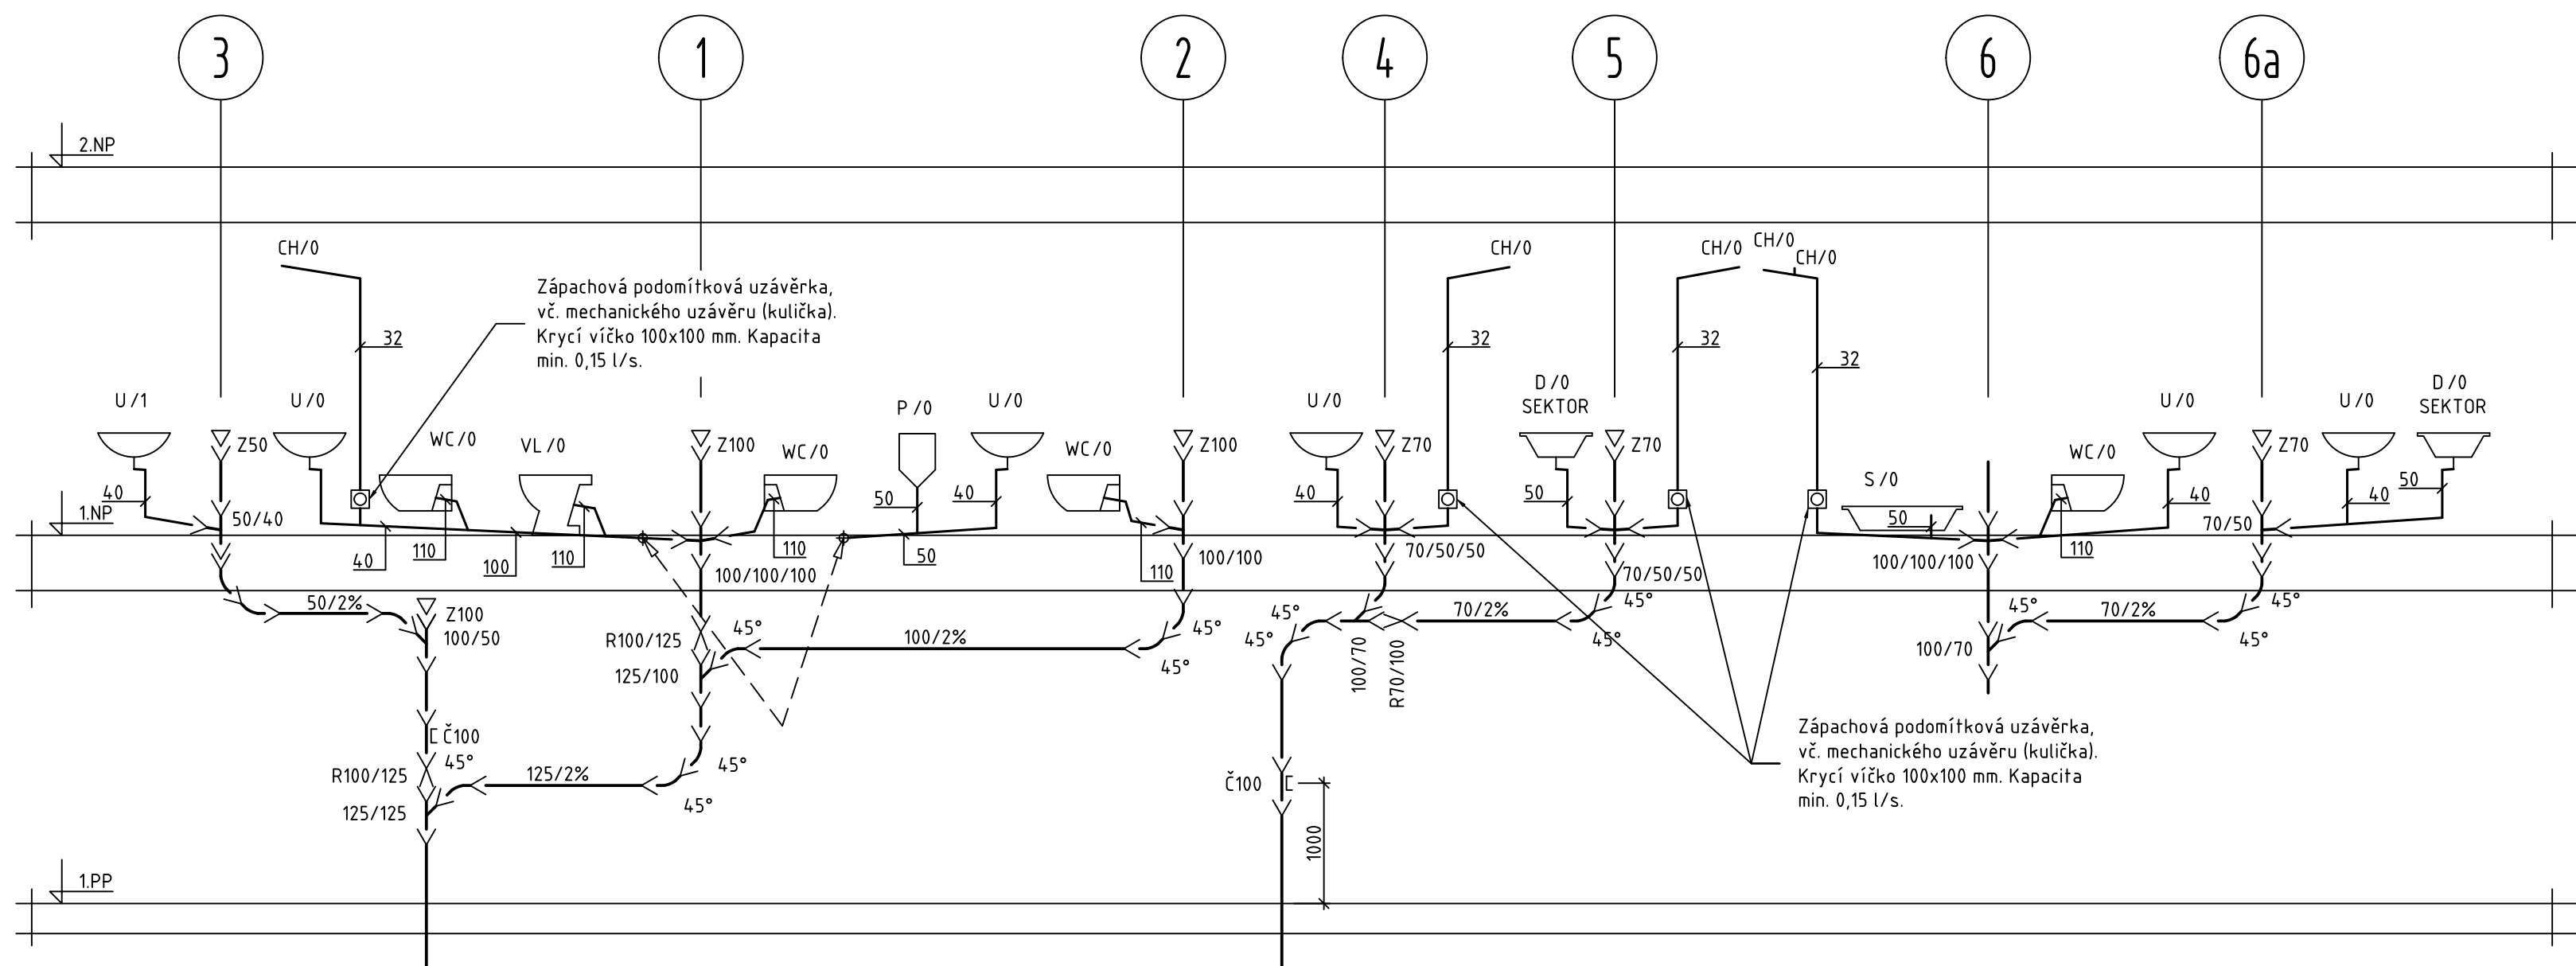 3
1
2
4
5
6
6a
2.NP
CH/0
CH/0
CH/0
CH/0
CH/0
Zápachová podomítková uzávěrka,
vč. mechanického uzávěru (kulička).
Krycí víčko 100x100 mm. Kapacita
min. 0,15 l/s.
32
32
32
32
U/1
U/0
WC/0
VL/0
WC/0
P/0
U/0
WC/0
U/0
D/0
SEKTOR
S/0
WC/0
U/0
U/0
D/0
SEKTOR
Z50
Z100
Z100
Z70
Z70
Z70
40
50
40
40
50
50
40
40
50
1.NP
50/40
40
110
100
110
110
50
110
100/100/100
100/100
70/50/50
70/50/50
100/100/100
110
70/50
50/2%
Z100
100/50
R100/125
45°
100/2%
45°
45°
125/100
45°
45°
100/70
R70/100
70/2%
45°
45°
45°
70/2%
45°
45°
100/70
Č100
45°
R100/125
125/2%
45°
45°
125/125
Č100
1000
Zápachová podomítková uzávěrka,
vč. mechanického uzávěru (kulička).
Krycí víčko 100x100 mm. Kapacita
min. 0,15 l/s.
1.PP